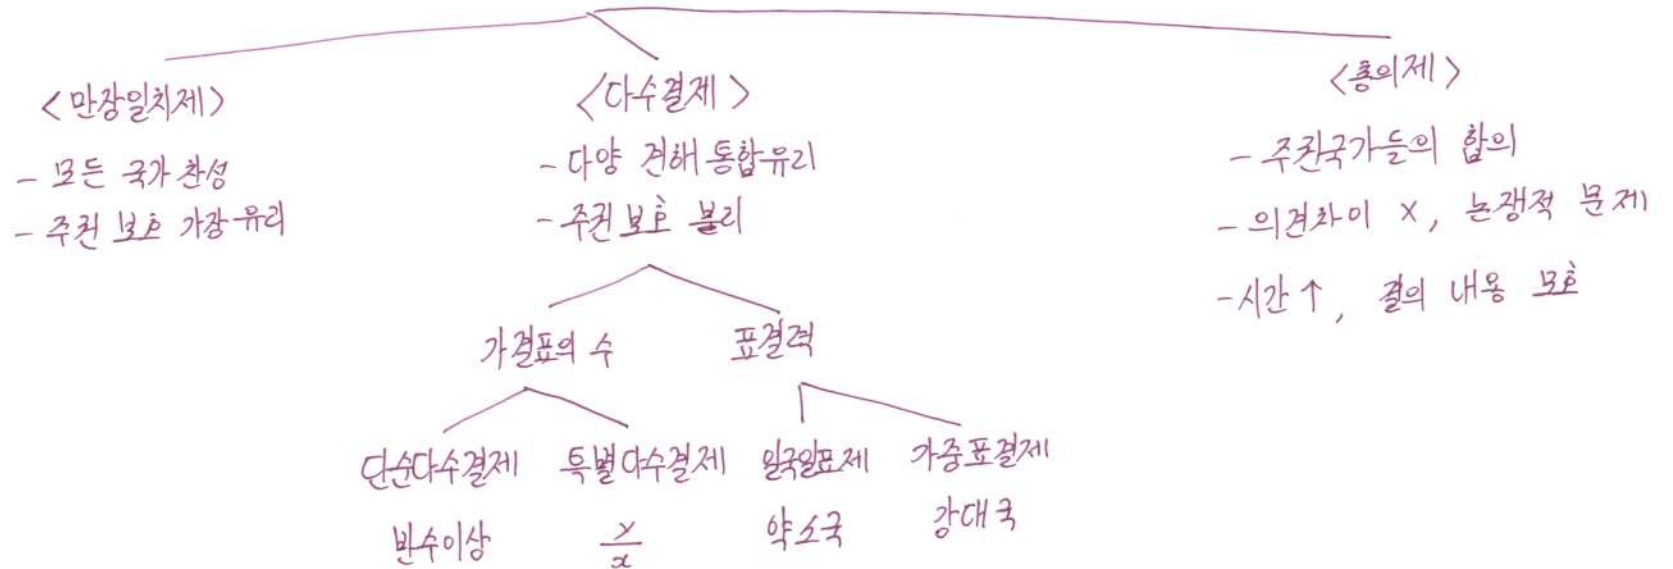 <만장일치제>
- 모든 국가 찬성
- 주권 보호 가장 유리
<다수결제>
- 다양 견해 통합 유리
- 주권 보호 불리
가결표의 수
표결력
단순다수결제
반수이상
특별다수결제
y/x
일국일표제
약소국
가중표결제
강대국
<총의제>
- 주권국가들의 합의
- 의견차이 x, 논쟁적 문제
- 시간↑, 결의 내용 모호